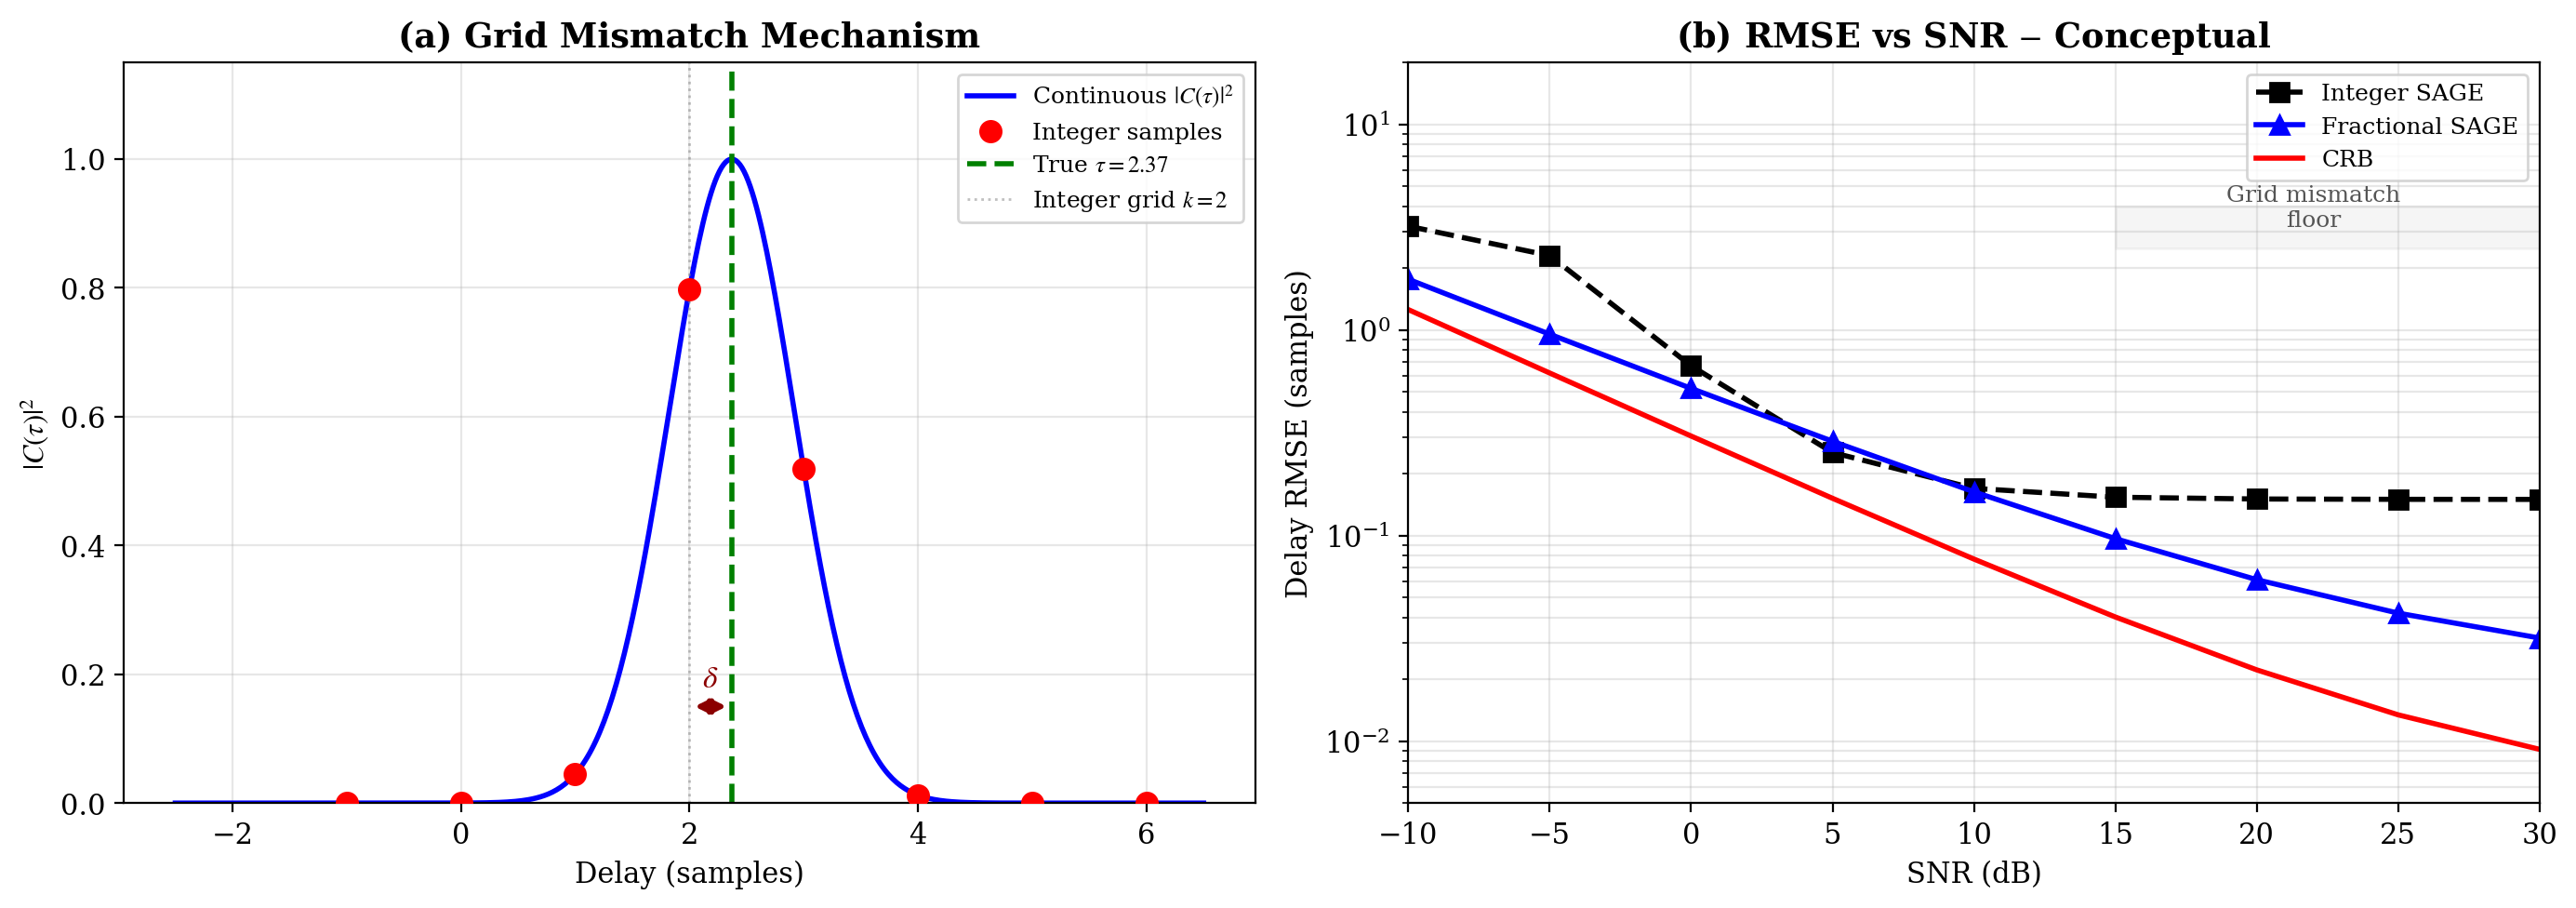 (a) Grid Mismatch Mechanism
|C(τ)|²
1.0
0.8
0.6
0.4
0.2
0.0
Continuous |C(τ)|²
Integer samples
True τ = 2.37
Integer grid k = 2
δ
−2
0
2
4
6
Delay (samples)
(b) RMSE vs SNR – Conceptual
Delay RMSE (samples)
10¹
10⁰
10⁻¹
10⁻²
Integer SAGE
Fractional SAGE
CRB
Grid mismatch
floor
−10
−5
0
5
10
15
20
25
30
SNR (dB)